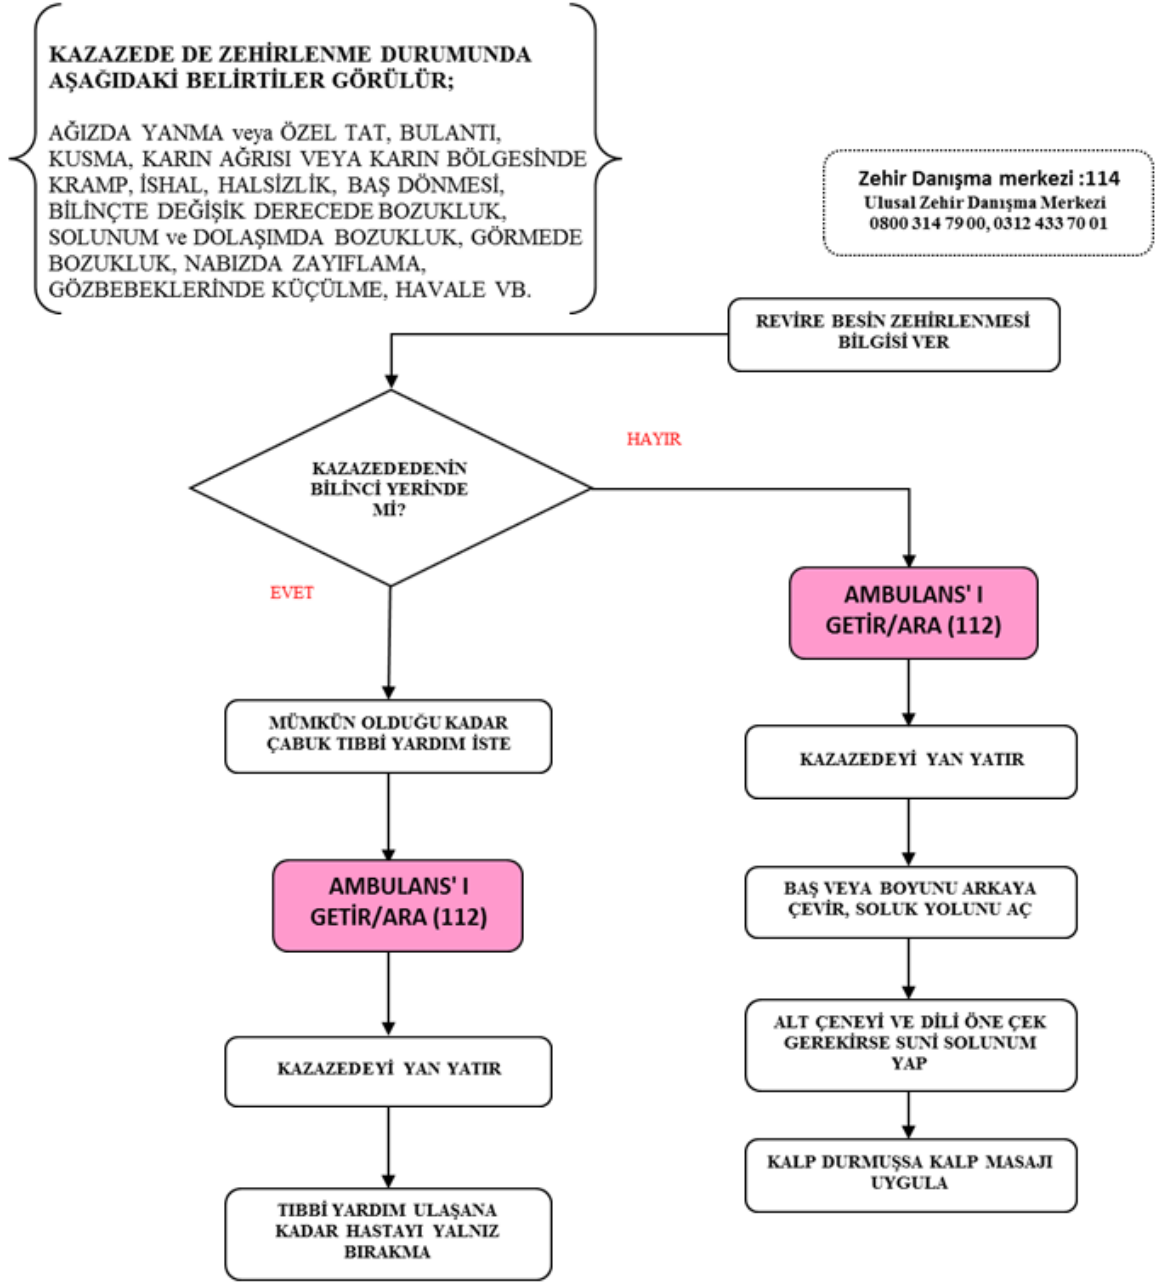 KAZAZEDE DE ZEHİRLENME DURUMUNDA
AŞAĞIDAKİ BELİRTİLER GÖRÜLÜR;
AĞIZDA YANMA veya ÖZEL TAT, BULANTI,
KUSMA, KARIN AĞRISI VEYA KARIN BÖLGESİNDE
KRAMP, İSHAL, HALSİZLİK, BAŞ DÖNMESİ,
BİLİNÇTE DEĞİŞİK DERECEDE BOZUKLUK,
SOLUNUM ve DOLAŞIMDA BOZUKLUK, GÖRMEDE
BOZUKLUK, NABIZDA ZAYIFLAMA,
GÖZBEBEKLERİNDE KÜÇÜLME, HAVALE VB.
Zehir Danışma merkezi :114
Ulusal Zehir Danışma Merkezi
0800 314 79 00, 0312 433 70 01
REVİRE BESİN ZEHİRLENMESİ
BİLGİSİ VER
KAZAZEDEDENİN
BİLİNCİ YERİNDE
Mİ?
HAYIR
EVET
AMBULANS' I
GETİR/ARA (112)
KAZAZEDEYİ YAN YATIR
BAŞ VEYA BOYUNU ARKAYA
ÇEVİR, SOLUK YOLUNU AÇ
ALT ÇENEYİ VE DİLİ ÖNE ÇEK
GEREKİRSE SUNİ SOLUNUM
YAP
KALP DURMUŞSA KALP MASAJI
UYGULA
MÜMKÜN OLDUĞU KADAR
ÇABUK TIBBİ YARDIM İSTE
AMBULANS' I
GETİR/ARA (112)
KAZAZEDEYİ YAN YATIR
TIBBİ YARDIM ULAŞANA
KADAR HASTAYI YALNIZ
BIRAKMA